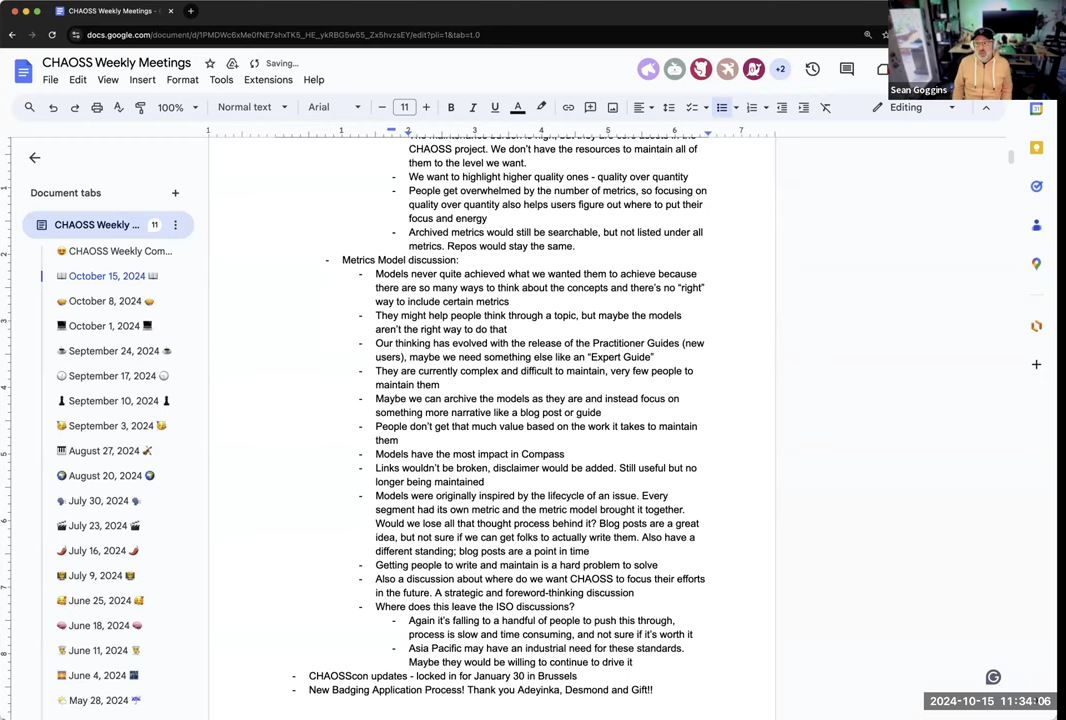 CHAOSS Weekly Meetings -
docs.google.com/document/d/1PMDWc6xMe0fNE7shxTK5_HE_ykRBG5w55_Zx5hvzsEY/edit?pli=1&tab=t.0
CHAOSS Weekly Meetings
Saving...
File Edit View Insert Format Tools Extensions Help
+2
Sean Goggins
100% Normal text Arial 11 Editing
1 1 2 3 4 5 6 7
Document tabs
CHAOSS Weekly ... 11
CHAOSS Weekly Com...
October 15, 2024
October 8, 2024
October 1, 2024
September 24, 2024
September 17, 2024
September 10, 2024
September 3, 2024
August 27, 2024
August 20, 2024
July 30, 2024
July 23, 2024
July 16, 2024
July 9, 2024
June 25, 2024
June 18, 2024
June 11, 2024
June 4, 2024
May 28, 2024
CHAOSS project. We don't have the resources to maintain all of
them to the level we want.
- We want to highlight higher quality ones - quality over quantity
- People get overwhelmed by the number of metrics, so focusing on
quality over quantity also helps users figure out where to put their
focus and energy
- Archived metrics would still be searchable, but not listed under all
metrics. Repos would stay the same.
- Metrics Model discussion:
- Models never quite achieved what we wanted them to achieve because
there are so many ways to think about the concepts and there's no “right”
way to include certain metrics
- They might help people think through a topic, but maybe the models
aren't the right way to do that
- Our thinking has evolved with the release of the Practitioner Guides (new
users), maybe we need something else like an “Expert Guide”
- They are currently complex and difficult to maintain, very few people to
maintain them
- Maybe we can archive the models as they are and instead focus on
something more narrative like a blog post or guide
- People don't get that much value based on the work it takes to maintain
them
- Models have the most impact in Compass
- Links wouldn't be broken, disclaimer would be added. Still useful but no
longer being maintained
- Models were originally inspired by the lifecycle of an issue. Every
segment had its own metric and the metric model brought it together.
Would we lose all that thought process behind it? Blog posts are a great
idea, but not sure if we can get folks to actually write them. Also have a
different standing; blog posts are a point in time
- Getting people to write and maintain is a hard problem to solve
- Also a discussion about where do we want CHAOSS to focus their efforts
in the future. A strategic and foreword-thinking discussion
- Where does this leave the ISO discussions?
- Again it's falling to a handful of people to push this through,
process is slow and time consuming, and not sure if it's worth it
- Asia Pacific may have an industrial need for these standards.
Maybe they would be willing to continue to drive it
- CHAOSScon updates - locked in for January 30 in Brussels
- New Badging Application Process! Thank you Adeyinka, Desmond and Gift!!
2024-10-15 11:34:06